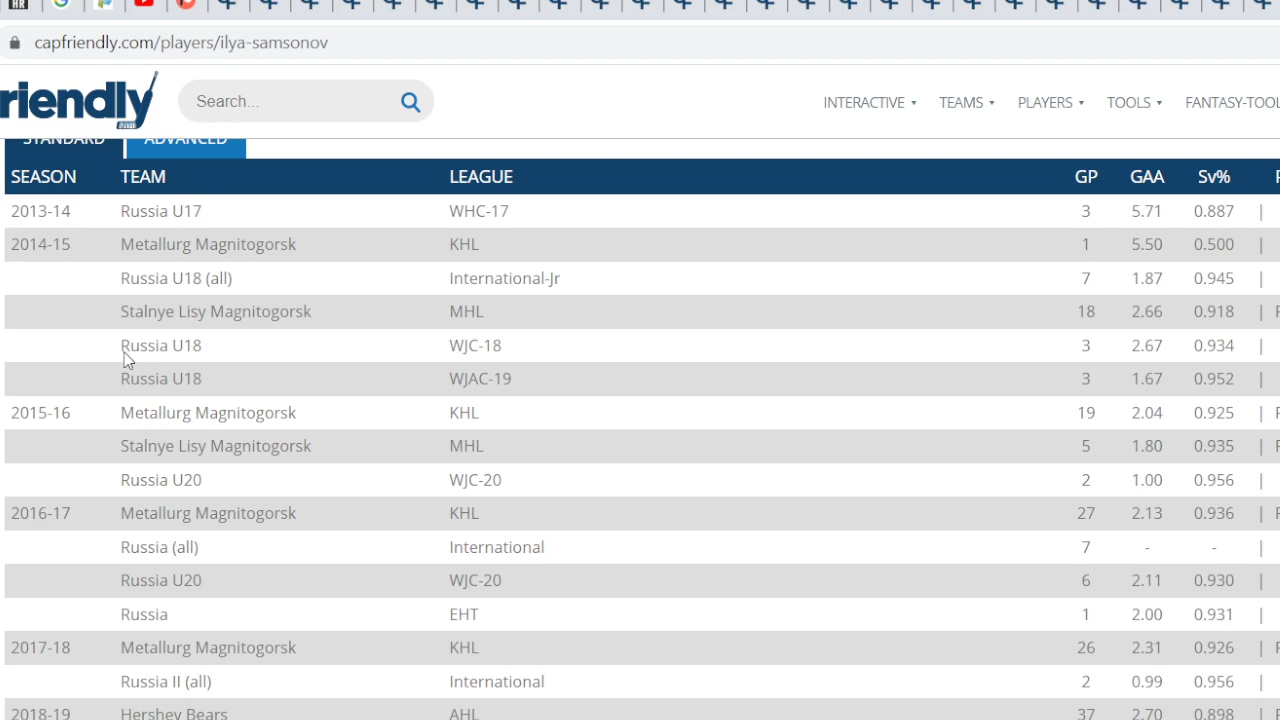 HR
capfriendly.com/players/ilya-samsonov
riendly Search... INTERACTIVE TEAMS PLAYERS TOOLS FANTASY-TOOL
STANDARD ADVANCED
SEASON TEAM LEAGUE GP GAA Sv%
2013-14 Russia U17 WHC-17 3 5.71 0.887 |
2014-15 Metallurg Magnitogorsk KHL 1 5.50 0.500 |
Russia U18 (all) International-Jr 7 1.87 0.945 |
Stalnye Lisy Magnitogorsk MHL 18 2.66 0.918 |
Russia U18 WJC-18 3 2.67 0.934 |
Russia U18 WJAC-19 3 1.67 0.952 |
2015-16 Metallurg Magnitogorsk KHL 19 2.04 0.925 |
Stalnye Lisy Magnitogorsk MHL 5 1.80 0.935 |
Russia U20 WJC-20 2 1.00 0.956 |
2016-17 Metallurg Magnitogorsk KHL 27 2.13 0.936 |
Russia (all) International 7 - - |
Russia U20 WJC-20 6 2.11 0.930 |
Russia EHT 1 2.00 0.931 |
2017-18 Metallurg Magnitogorsk KHL 26 2.31 0.926 |
Russia II (all) International 2 0.99 0.956 |
2018-19 Hershey Bears AHL 37 2.70 0.898 |